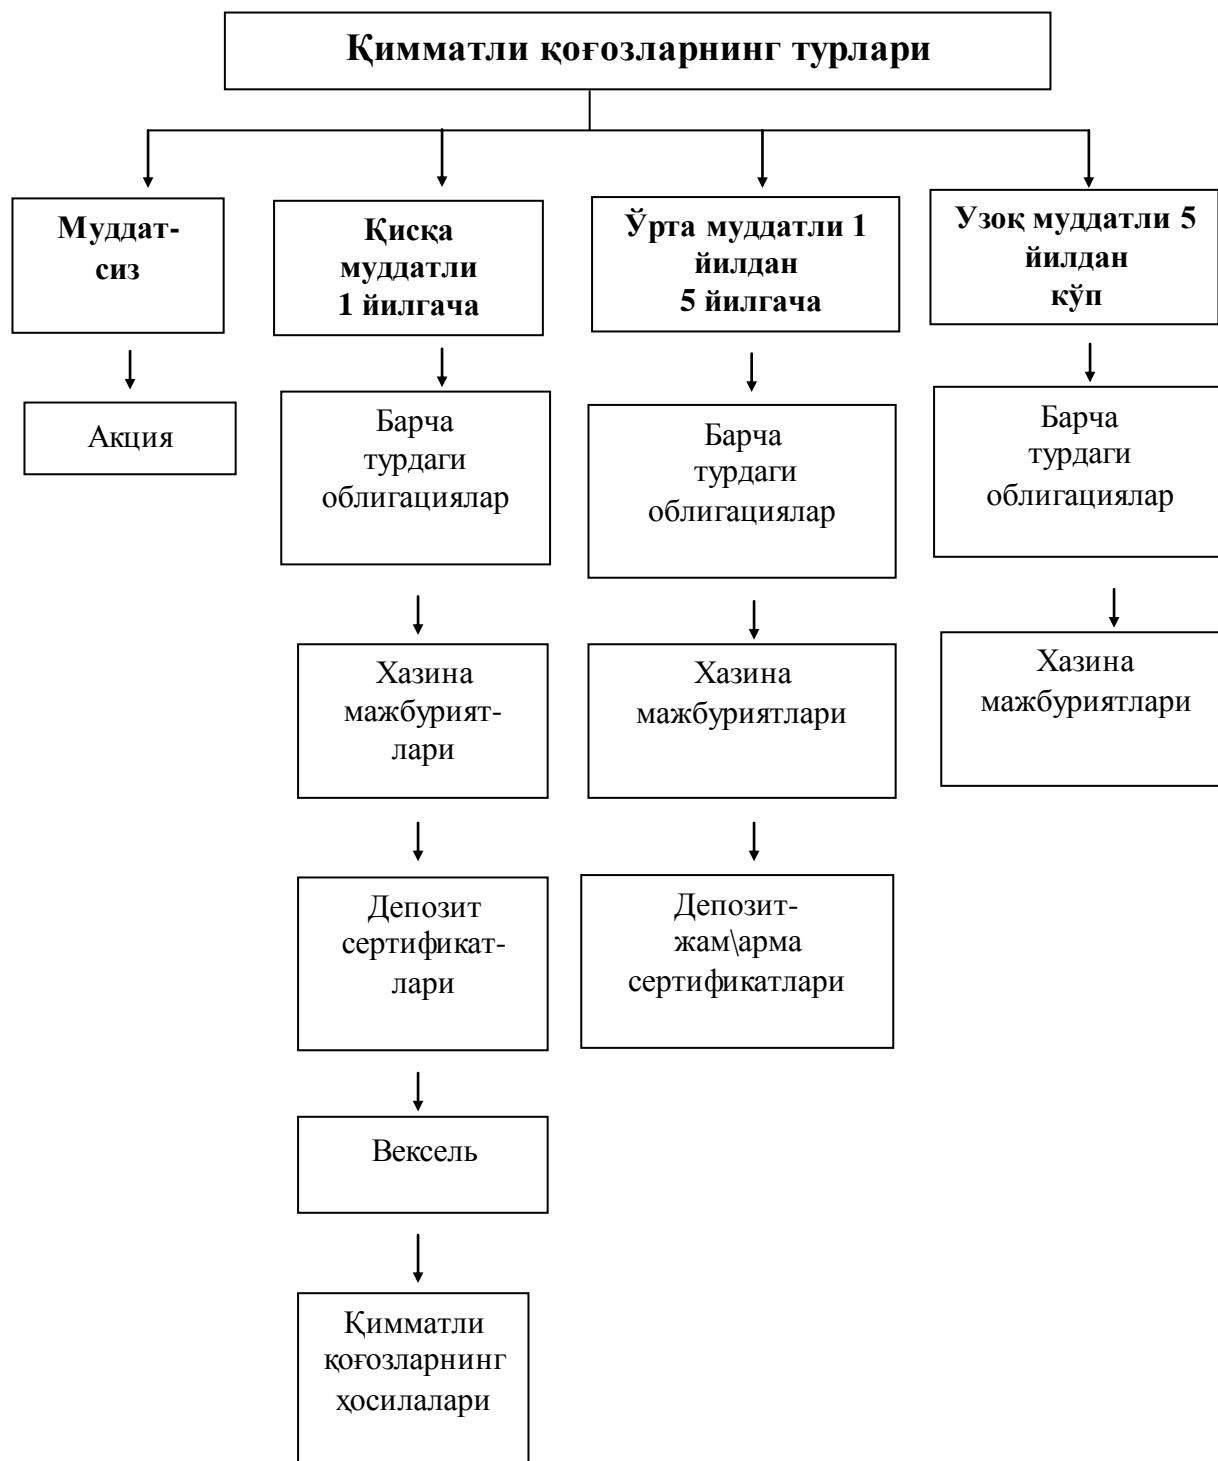 Қимматли қоғозларнинг турлари
Муддат-
сиз
Қисқа
муддатли
1 йилгача
Ўрта муддатли 1
йилдан
5 йилгача
Узоқ муддатли 5
йилдан
кўп
Акция
Барча
турдаги
облигациялар
Барча
турдаги
облигациялар
Барча
турдаги
облигациялар
Хазина
мажбурият-
лари
Хазина
мажбуриятлари
Хазина
мажбуриятлари
Депозит
сертификат-
лари
Депозит-
жам\арма
сертификатлари
Вексель
Қимматли
қоғозларнинг
ҳосилалари